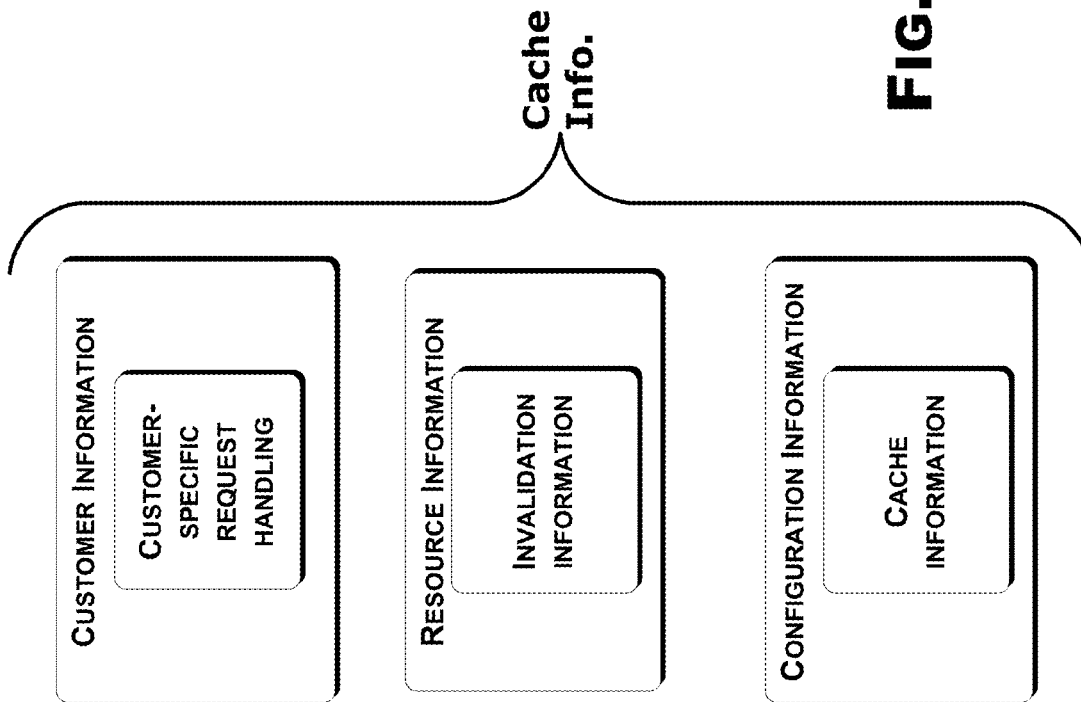 CUSTOMER INFORMATION
CUSTOMER-
SPECIFIC
REQUEST
HANDLING
RESOURCE INFORMATION
INVALIDATION
INFORMATION
CONFIGURATION INFORMATION
CACHE
INFORMATION
Cache
Info.
FIG.